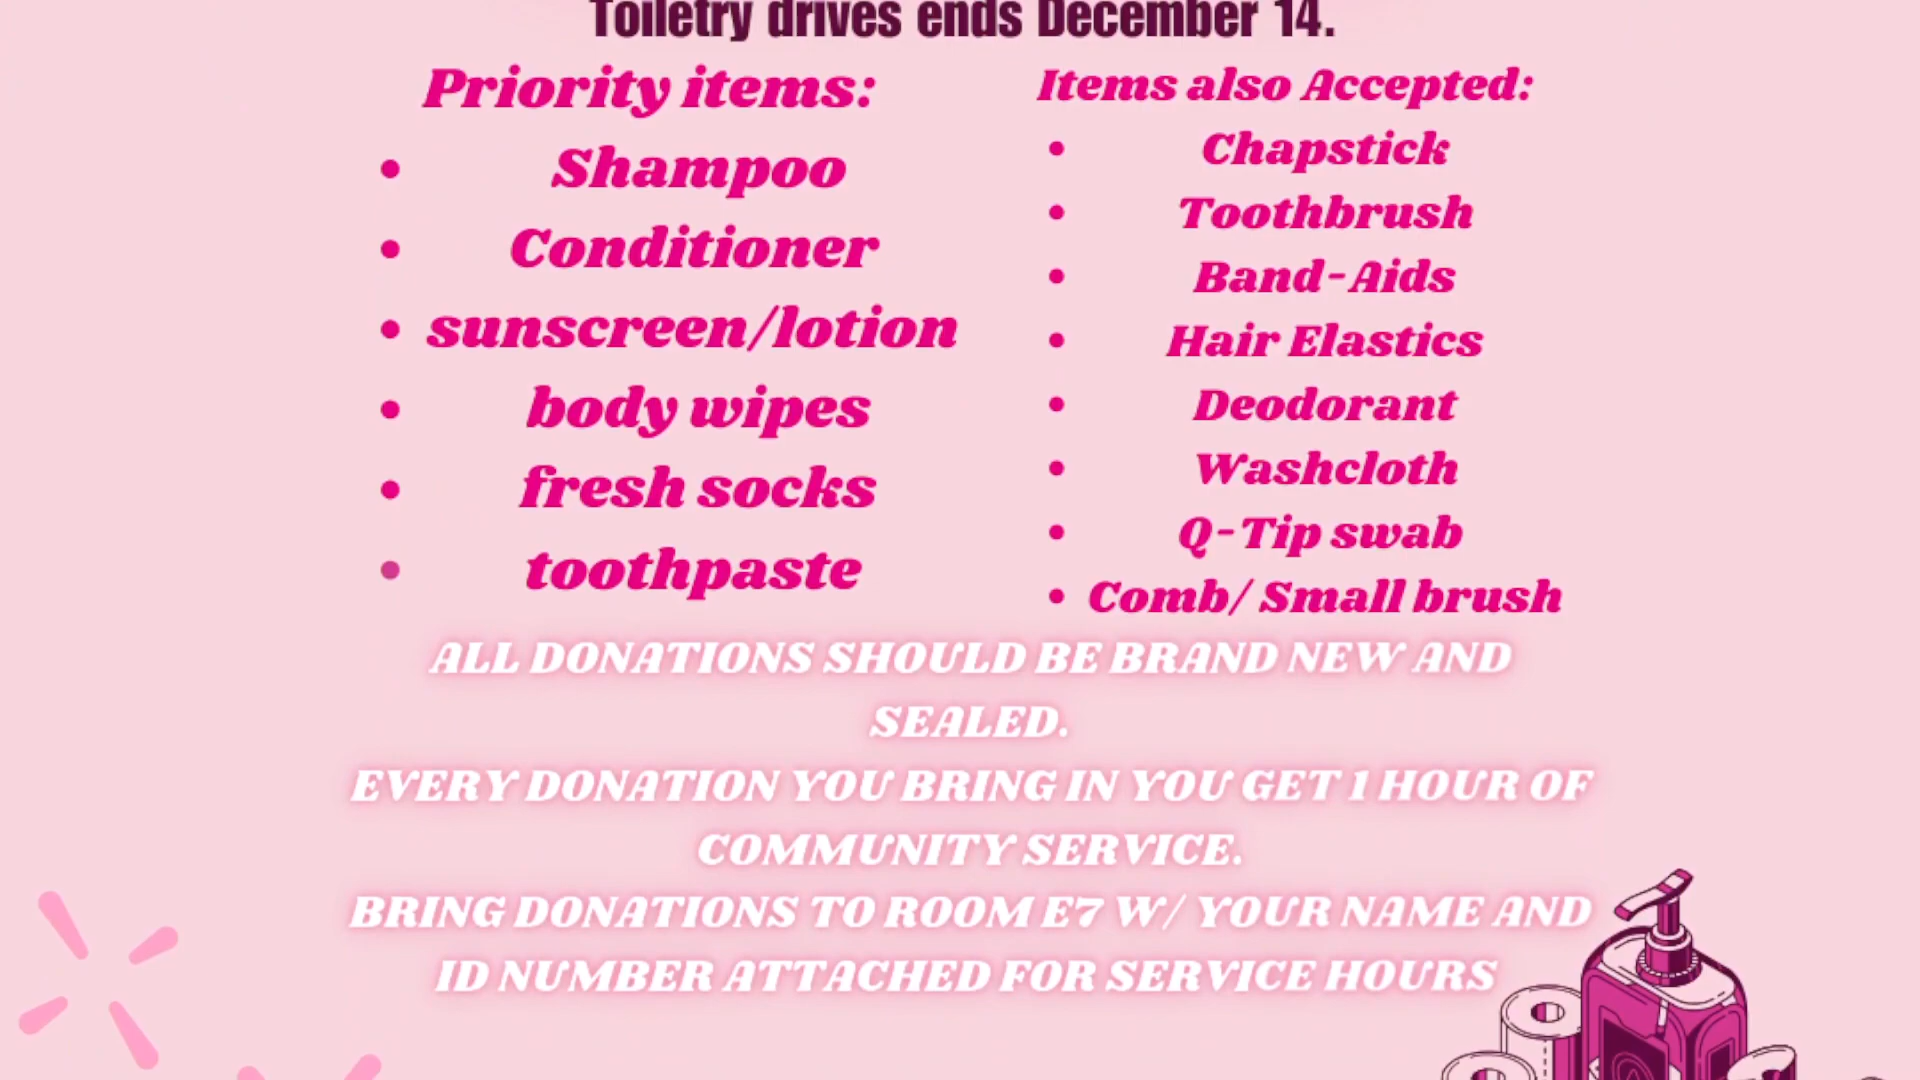 Toiletry drives ends December 14.
Priority items:
• Shampoo
• Conditioner
• sunscreen/lotion
• body wipes
• fresh socks
• toothpaste
Items also Accepted:
• Chapstick
• Toothbrush
• Band-Aids
• Hair Elastics
• Deodorant
• Washcloth
• Q-Tip swab
• Comb/ Small brush
ALL DONATIONS SHOULD BE BRAND NEW AND
SEALED.
EVERY DONATION YOU BRING IN YOU GET 1 HOUR OF
COMMUNITY SERVICE.
BRING DONATIONS TO ROOM E7 W/ YOUR NAME AND
ID NUMBER ATTACHED FOR SERVICE HOURS